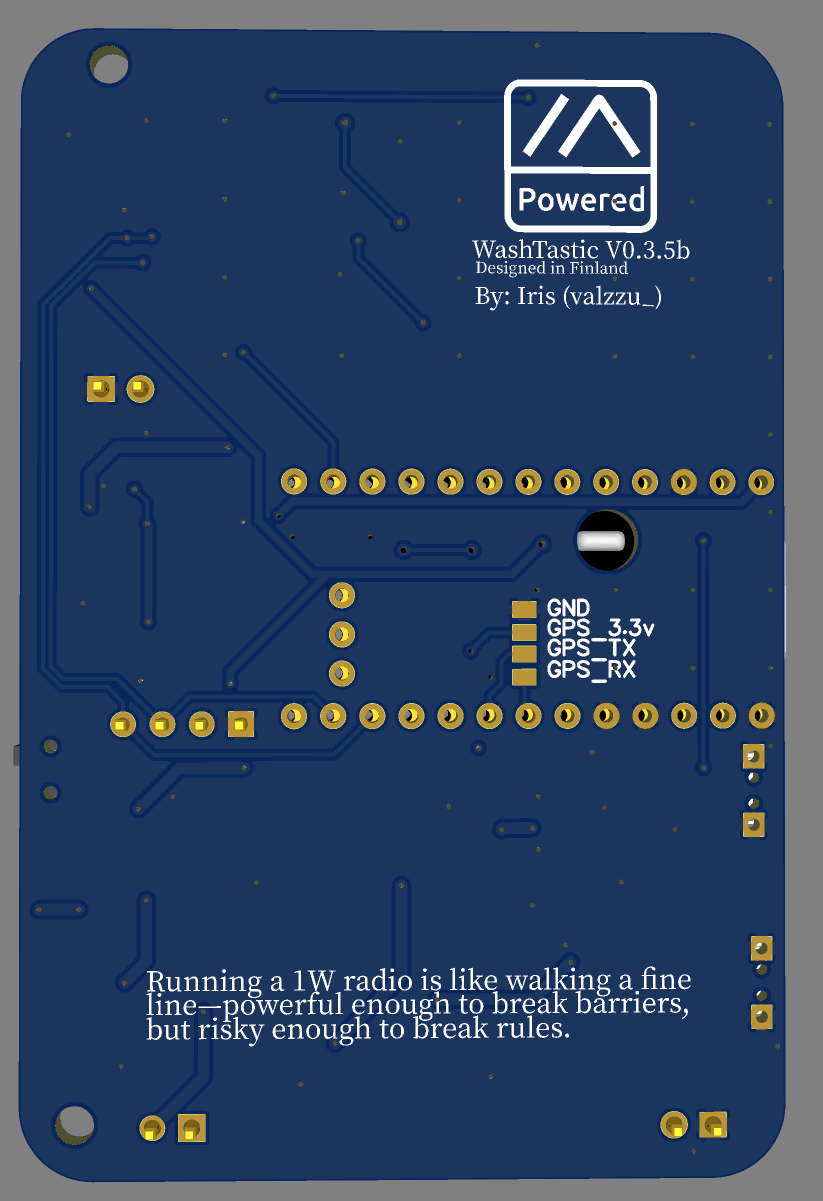 Powered
WashTastic V0.3.5b
Designed in Finland
By: Iris (valzzu_)
GND
GPS_3.3v
GPS_TX
GPS_RX
Running a 1W radio is like walking a fine
line—powerful enough to break barriers,
but risky enough to break rules.